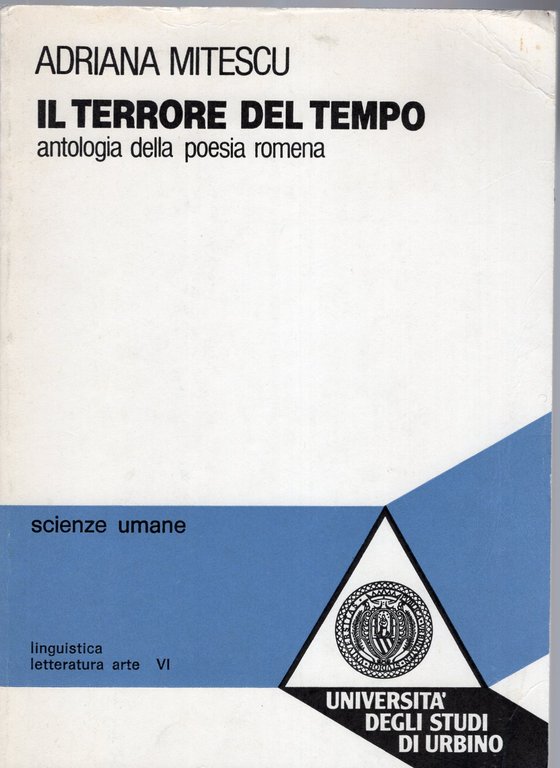 ADRIANA MITESCU
IL TERRORE DEL TEMPO
antologia della poesia romena
scienze umane
linguistica
letteratura arte VI
UNIVERSITA'
DEGLI STUDI
DI URBINO